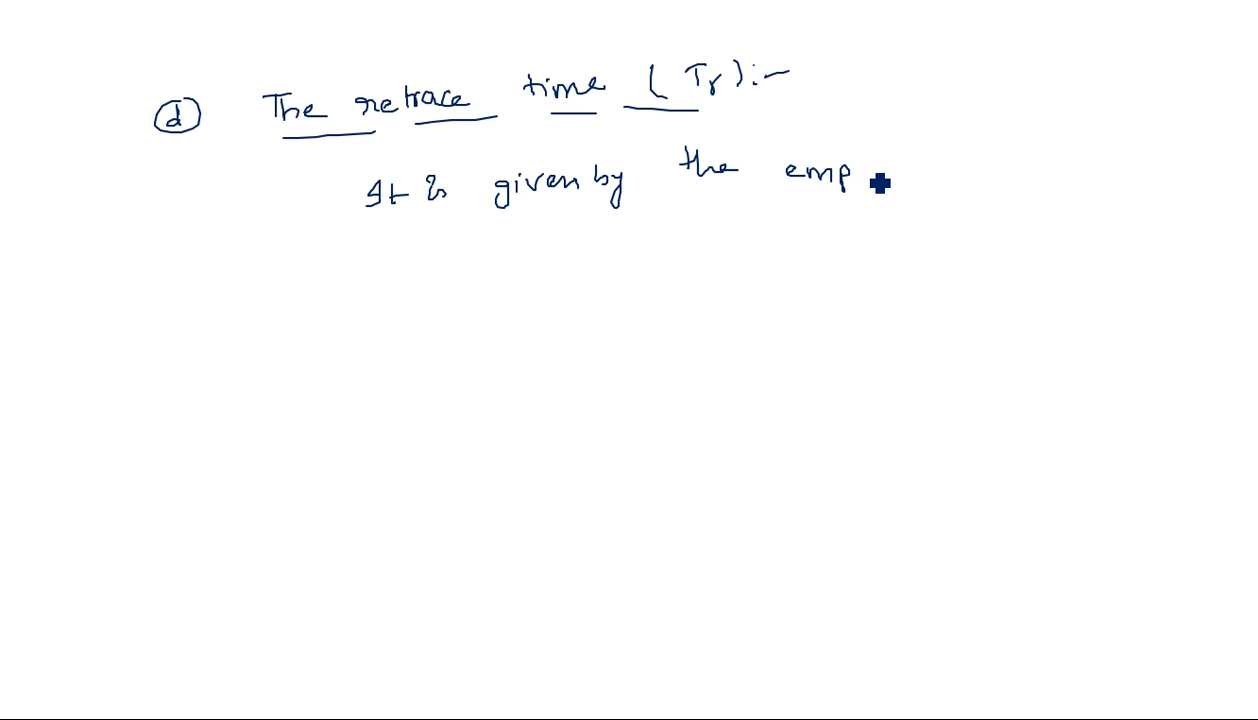 (d) The retrace time (Tr):-
It is given by the emp